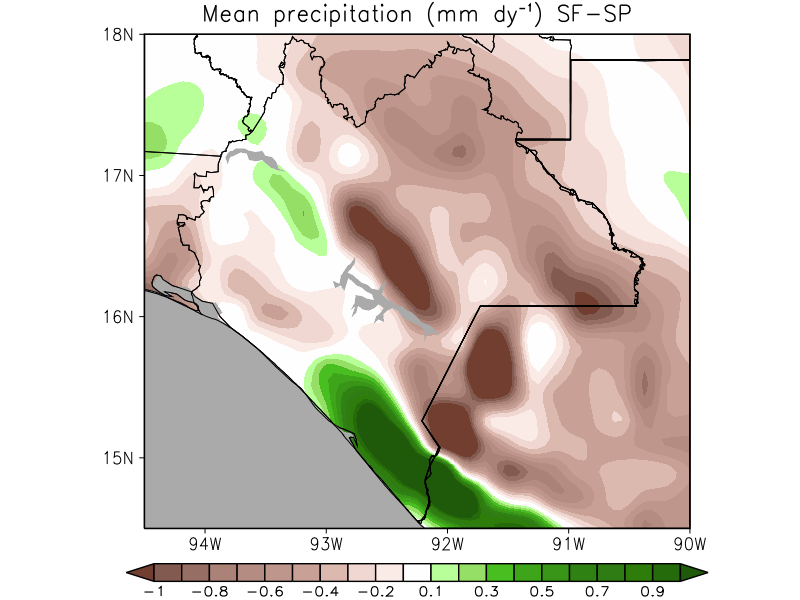 Mean precipitation (mm dy⁻¹) SF−SP
18N
17N
16N
15N
94W 93W 92W 91W 90W
−1 −0.8 −0.6 −0.4 −0.2 0.1 0.3 0.5 0.7 0.9